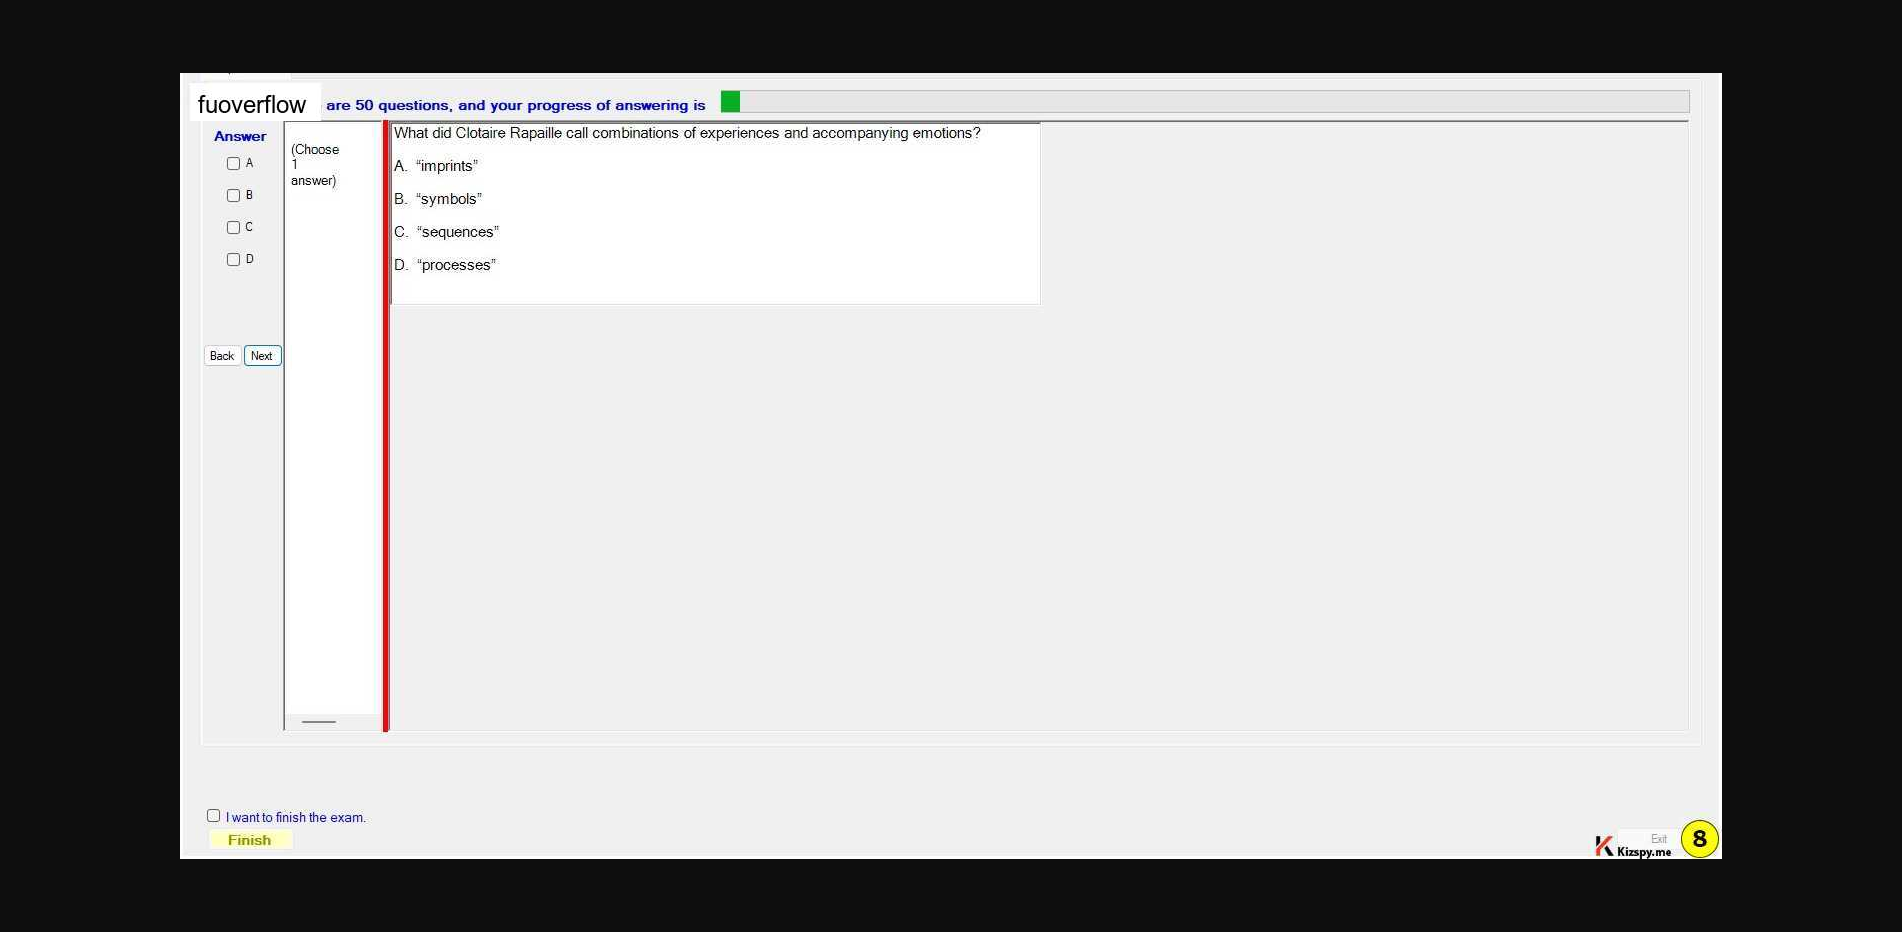 fuoverflow are 50 questions, and your progress of answering is
Answer
A
B
C
D
Back Next
(Choose
1
answer)
What did Clotaire Rapaille call combinations of experiences and accompanying emotions?
A. “imprints”
B. “symbols”
C. “sequences”
D. “processes”
I want to finish the exam.
Finish
Exit
Kizspy.me
8